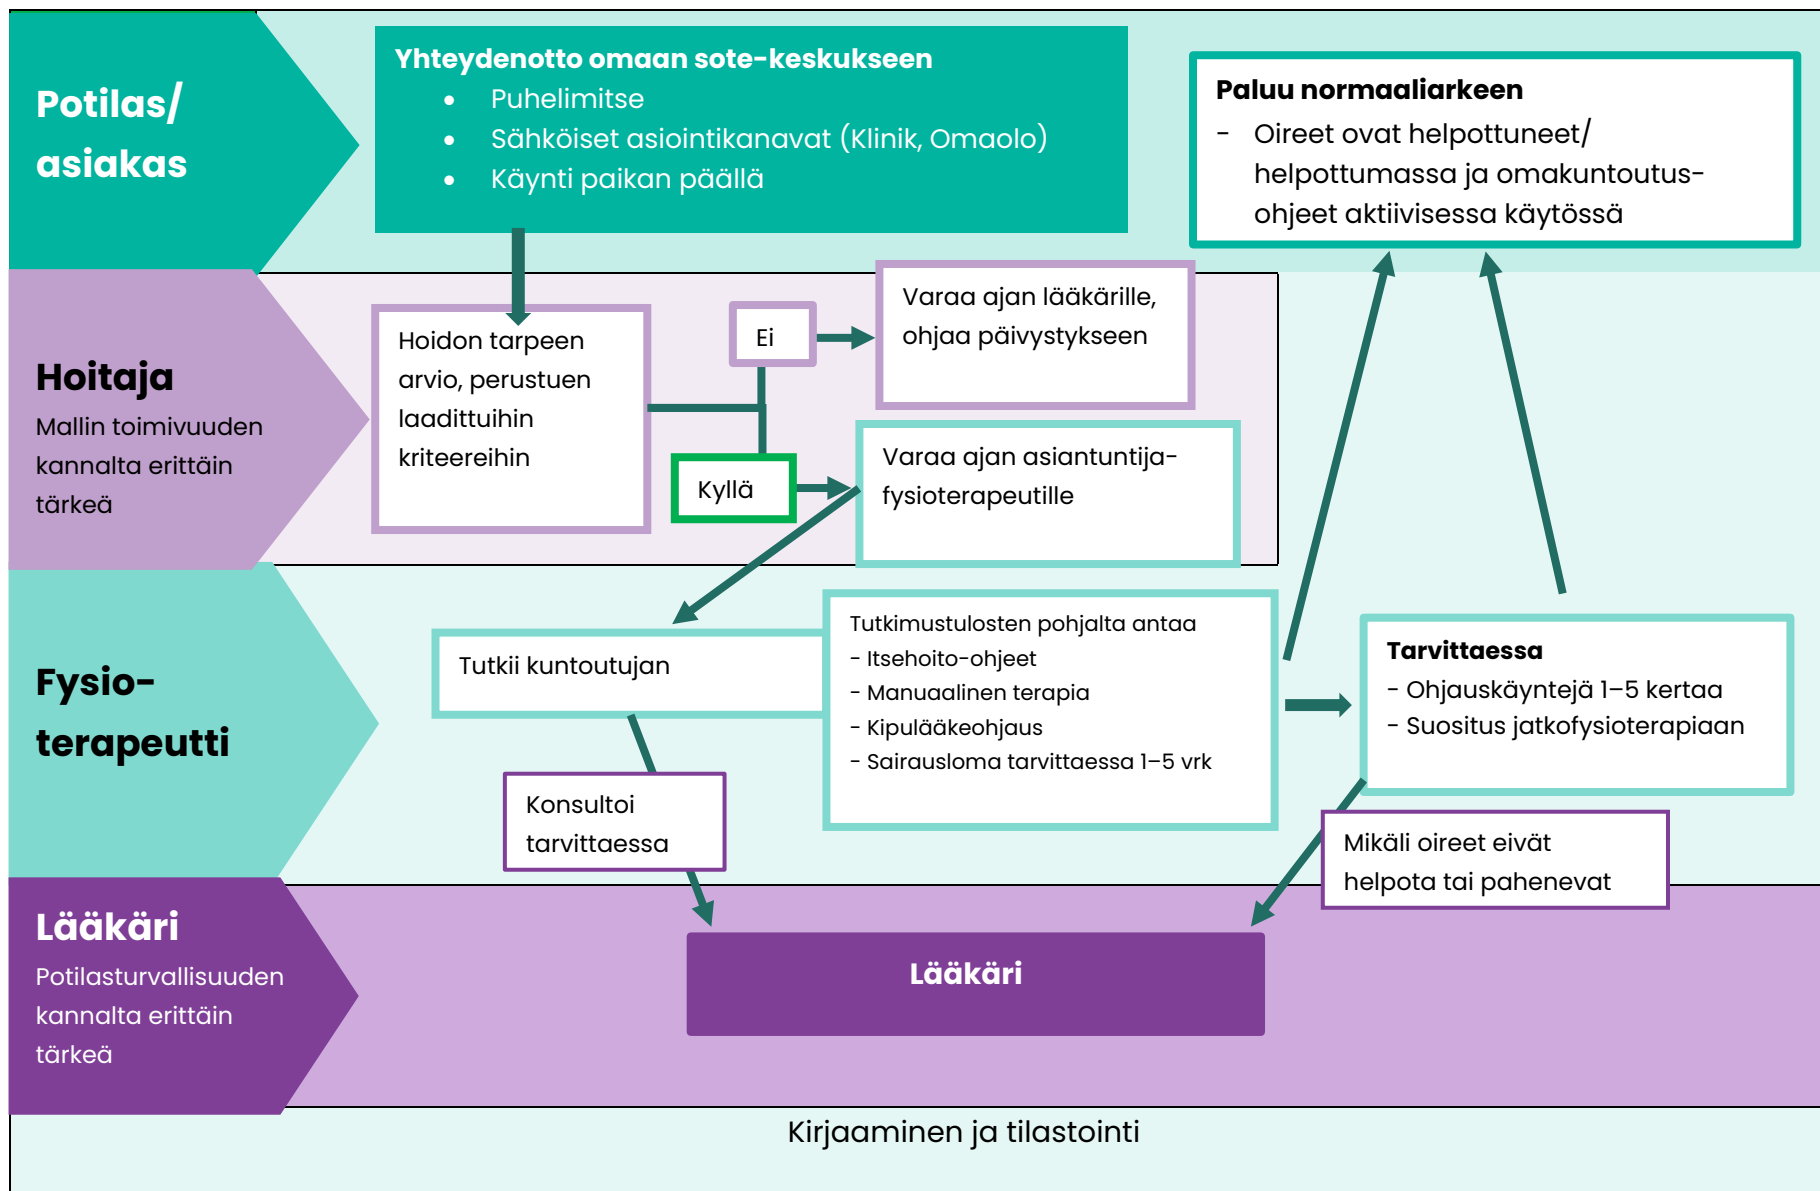 Potilas/
asiakas
Yhteydenotto omaan sote-keskukseen
• Puhelimitse
• Sähköiset asiointikanavat (Klinik, Omaolo)
• Käynti paikan päällä
Paluu normaaliarkeen
- Oireet ovat helpottuneet/
helpottumassa ja omakuntoutus-
ohjeet aktiivisessa käytössä
Hoitaja
Mallin toimivuuden
kannalta erittäin
tärkeä
Hoidon tarpeen
arvio, perustuen
laadittuihin
kriteereihin
Ei
Varaa ajan lääkärille,
ohjaa päivystykseen
Kyllä
Varaa ajan asiantuntija-
fysioterapeutille
Fysio-
terapeutti
Tutkii kuntoutujan
Tutkimustulosten pohjalta antaa
- Itsehoito-ohjeet
- Manuaalinen terapia
- Kipulääkeohjaus
- Sairausloma tarvittaessa 1–5 vrk
Tarvittaessa
- Ohjauskäyntejä 1–5 kertaa
- Suositus jatkofysioterapiaan
Konsultoi
tarvittaessa
Mikäli oireet eivät
helpota tai pahenevat
Lääkäri
Potilasturvallisuuden
kannalta erittäin
tärkeä
Lääkäri
Kirjaaminen ja tilastointi